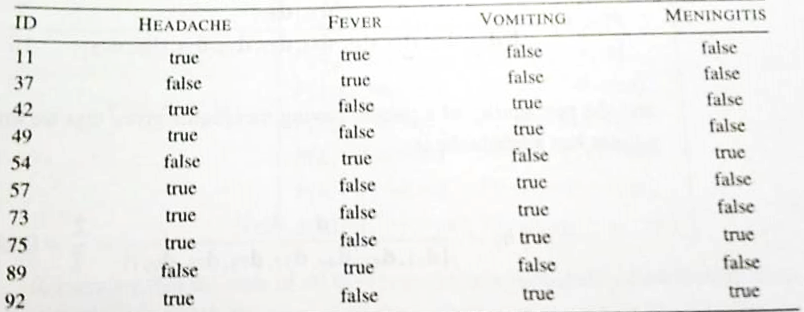 ID HEADACHE FEVER VOMITING MENINGITIS
11 true true false false
37 false true false false
42 true false true false
49 true false true false
54 false true false true
57 true false true false
73 true false true false
75 true false true true
89 false true false false
92 true false true true